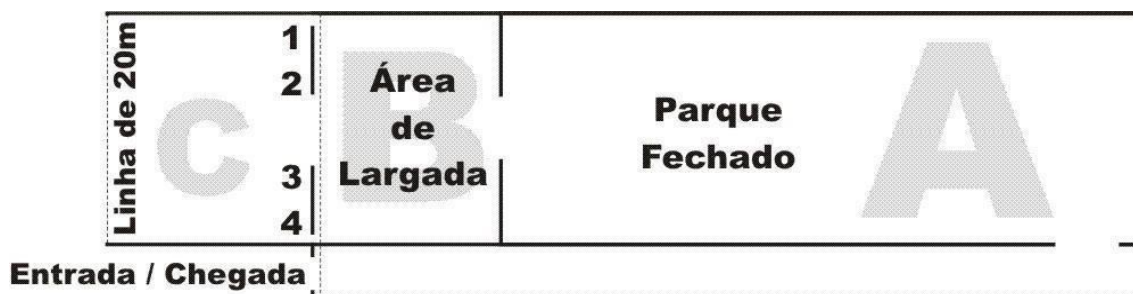 Linha de 20m
C
1
2
3
4
B
Área
de
Largada
Parque
Fechado
A
Entrada / Chegada